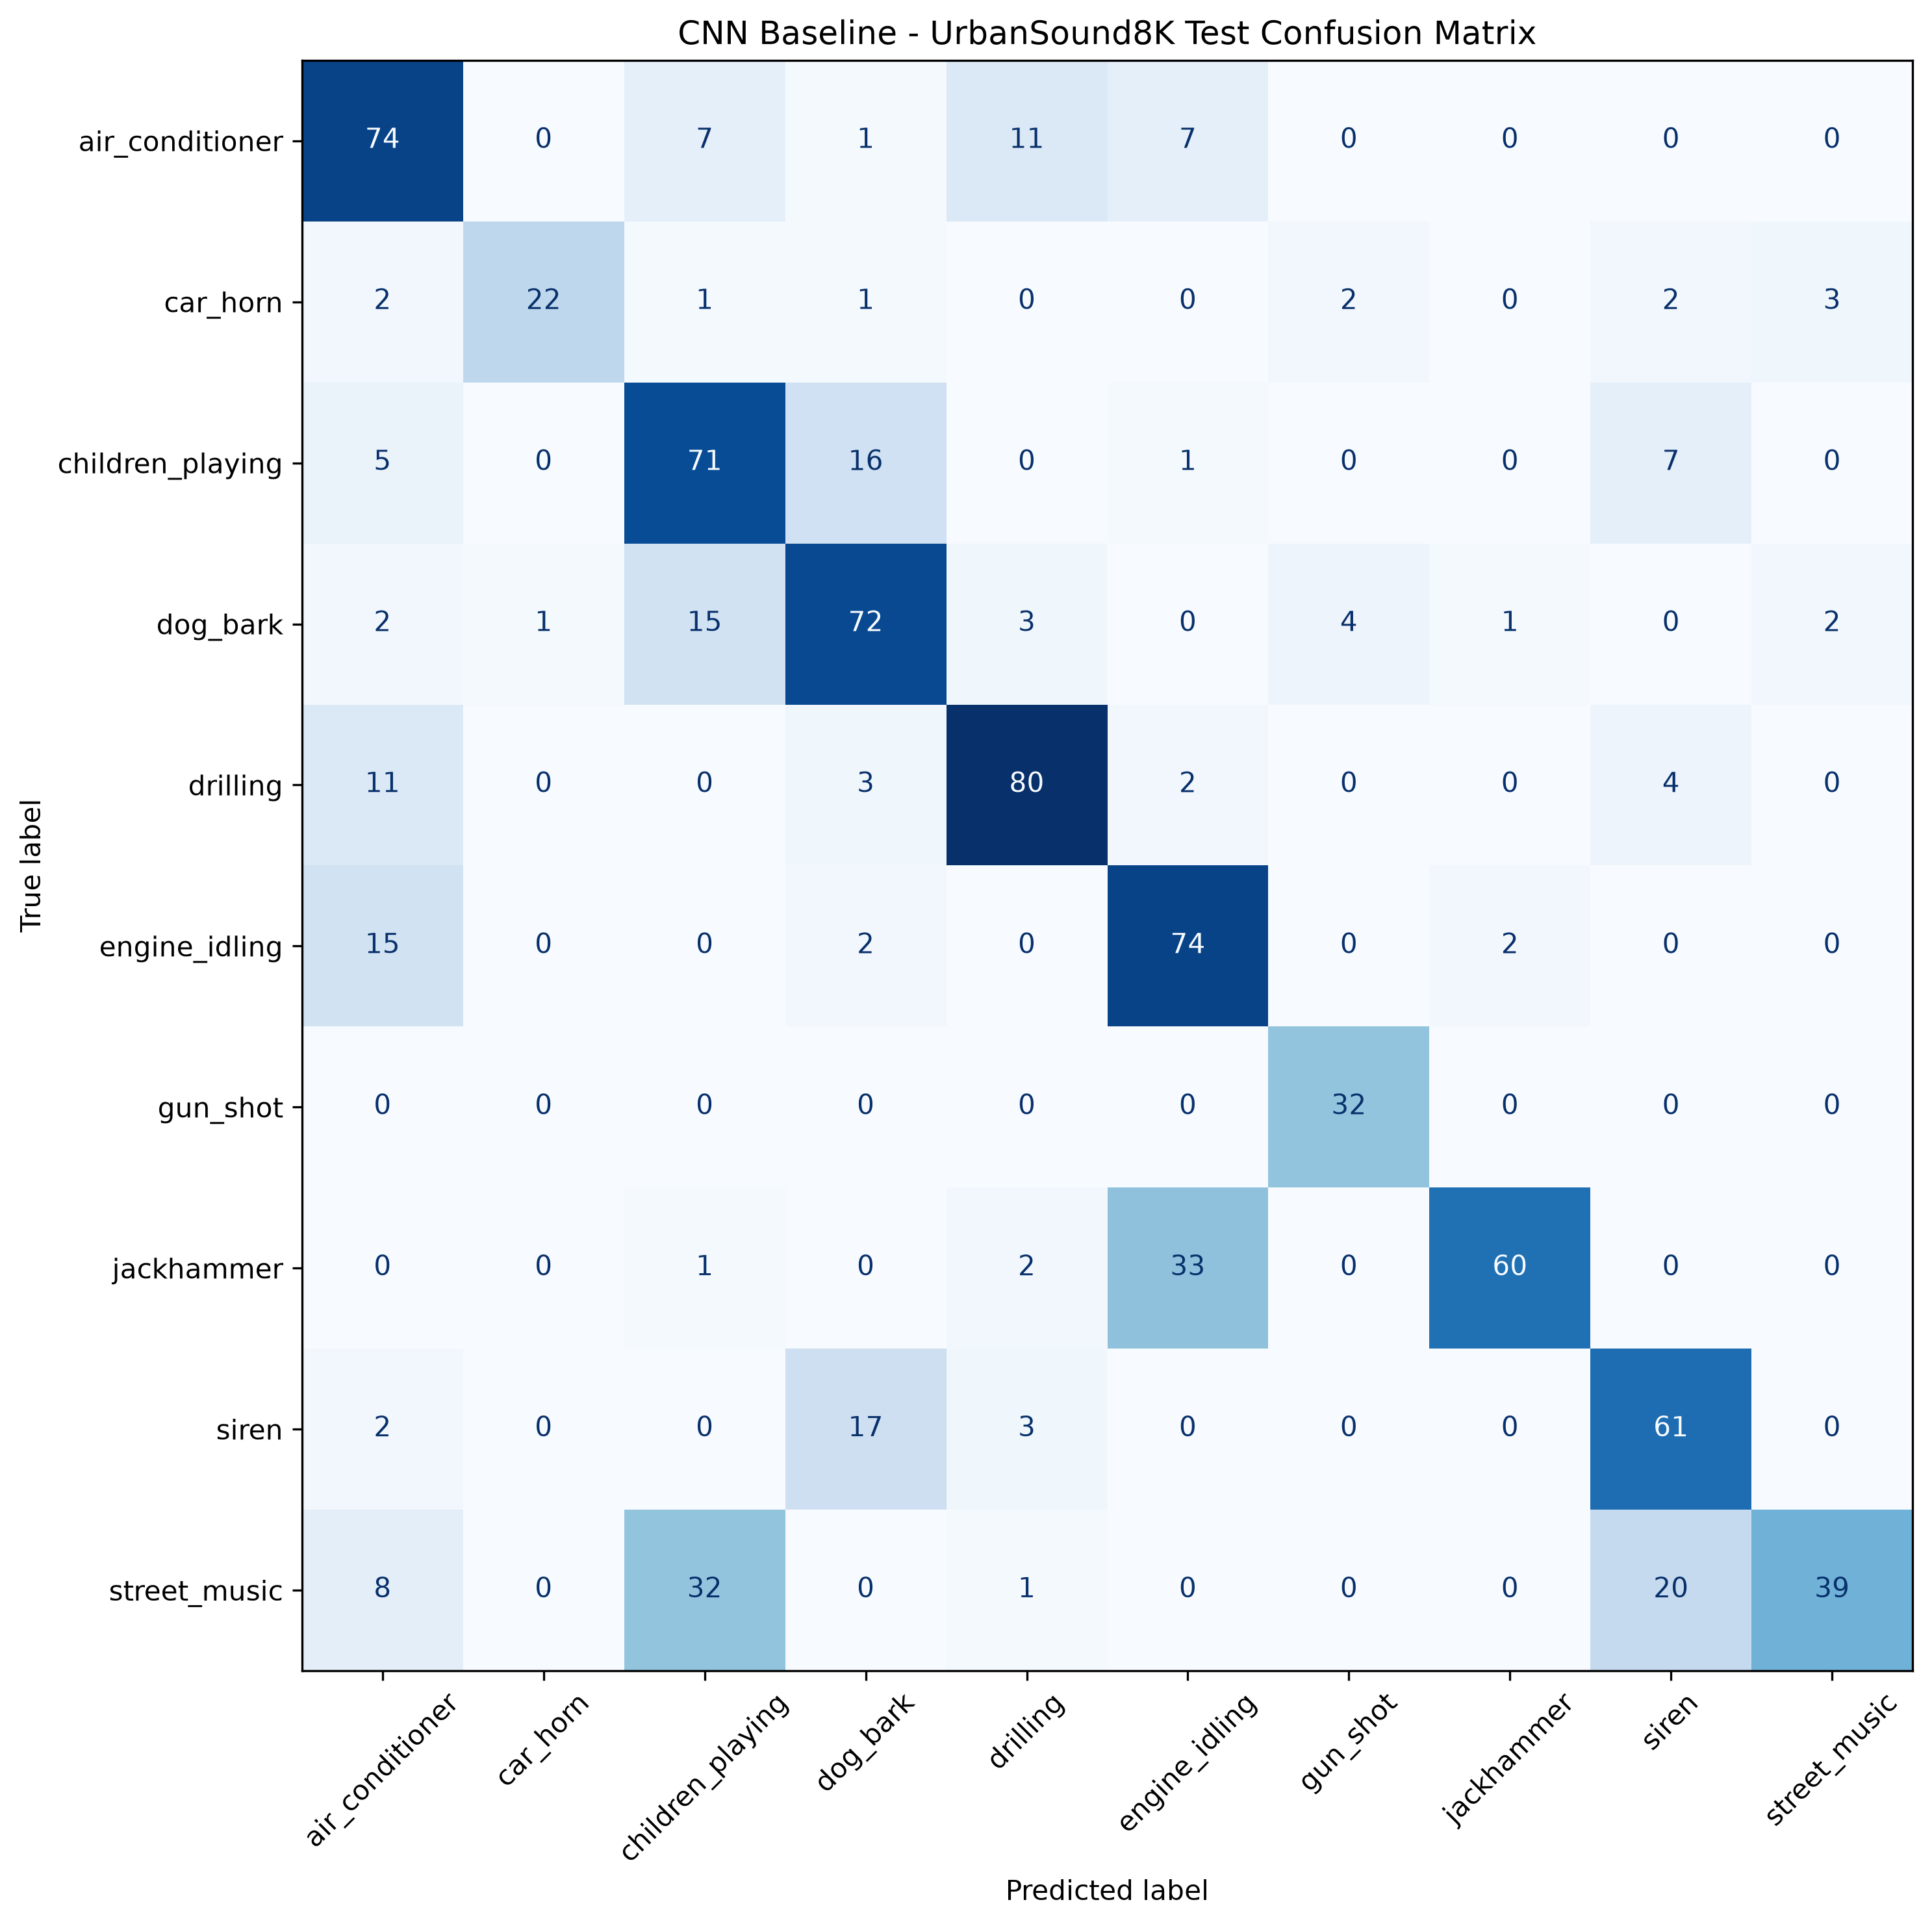 CNN Baseline - UrbanSound8K Test Confusion Matrix
True label
air_conditioner 74 0 7 1 11 7 0 0 0 0
car_horn 2 22 1 1 0 0 2 0 2 3
children_playing 5 0 71 16 0 1 0 0 7 0
dog_bark 2 1 15 72 3 0 4 1 0 2
drilling 11 0 0 3 80 2 0 0 4 0
engine_idling 15 0 0 2 0 74 0 2 0 0
gun_shot 0 0 0 0 0 0 32 0 0 0
jackhammer 0 0 1 0 2 33 0 60 0 0
siren 2 0 0 17 3 0 0 0 61 0
street_music 8 0 32 0 1 0 0 0 20 39
air_conditioner car_horn children_playing dog_bark drilling engine_idling gun_shot jackhammer siren street_music
Predicted label